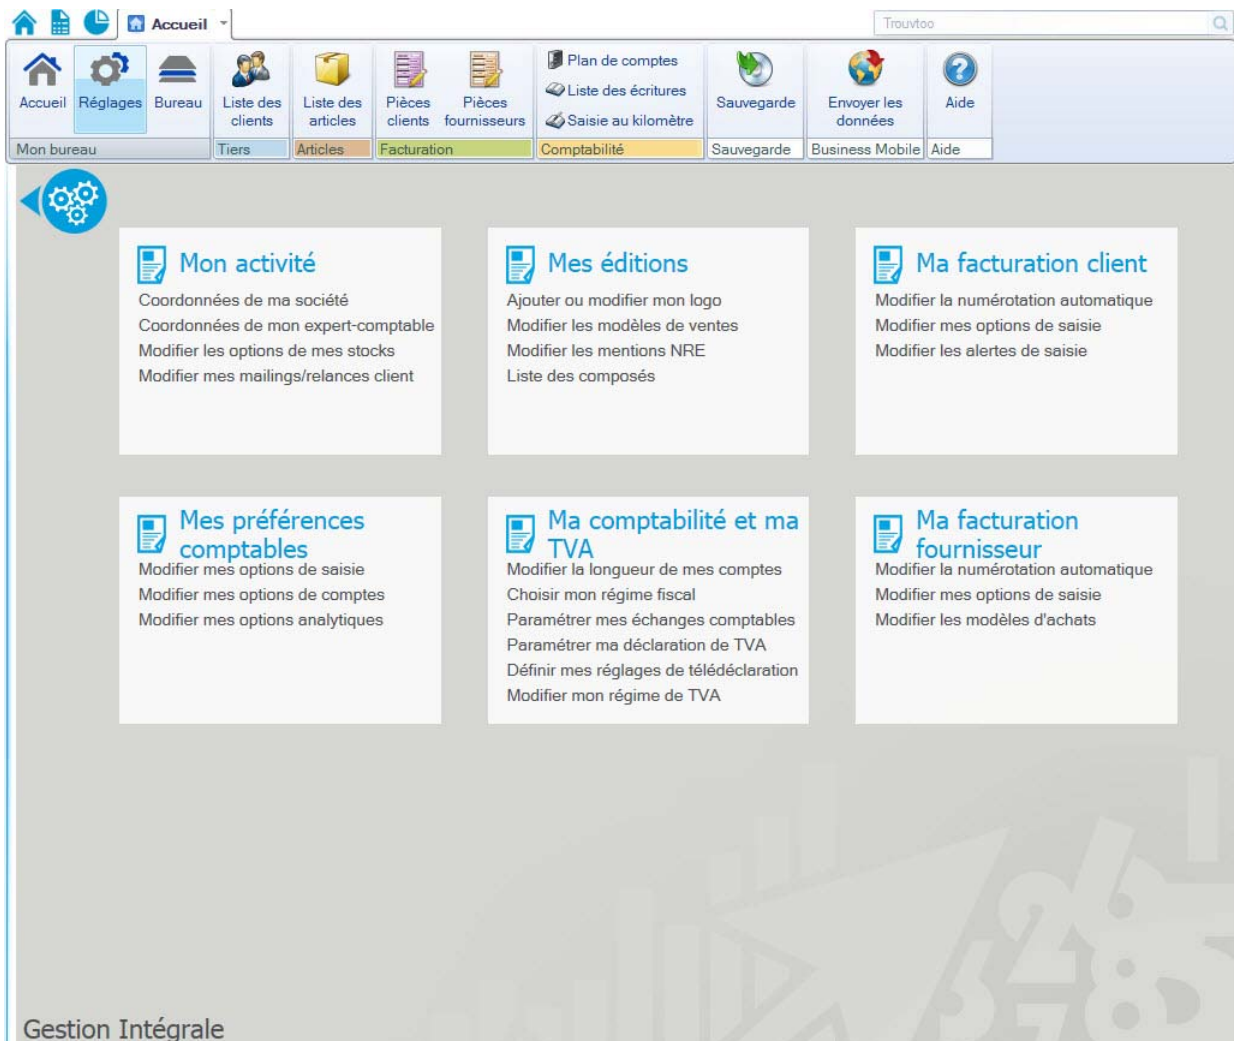 Accueil
Trouvtoo
Accueil
Réglages
Bureau
Mon bureau
Liste des
clients
Tiers
Liste des
articles
Articles
Pièces
clients
Pièces
fournisseurs
Facturation
Plan de comptes
Liste des écritures
Saisie au kilomètre
Comptabilité
Sauvegarde
Sauvegarde
Envoyer les
données
Business Mobile
Aide
Aide
Mon activité
Coordonnées de ma société
Coordonnées de mon expert-comptable
Modifier les options de mes stocks
Modifier mes mailings/relances client
Mes éditions
Ajouter ou modifier mon logo
Modifier les modèles de ventes
Modifier les mentions NRE
Liste des composés
Ma facturation client
Modifier la numérotation automatique
Modifier mes options de saisie
Modifier les alertes de saisie
Mes préférences
comptables
Modifier mes options de saisie
Modifier mes options de comptes
Modifier mes options analytiques
Ma comptabilité et ma
TVA
Modifier la longueur de mes comptes
Choisir mon régime fiscal
Paramétrer mes échanges comptables
Paramétrer ma déclaration de TVA
Définir mes réglages de télédéclaration
Modifier mon régime de TVA
Ma facturation
fournisseur
Modifier la numérotation automatique
Modifier mes options de saisie
Modifier les modèles d'achats
Gestion Intégrale